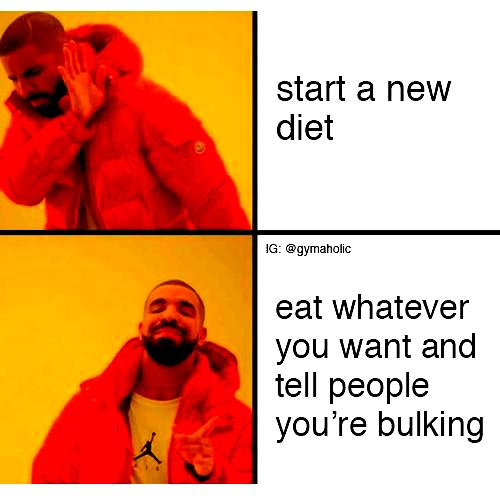 start a new
diet
IG: @gymaholic
eat whatever
you want and
tell people
you're bulking